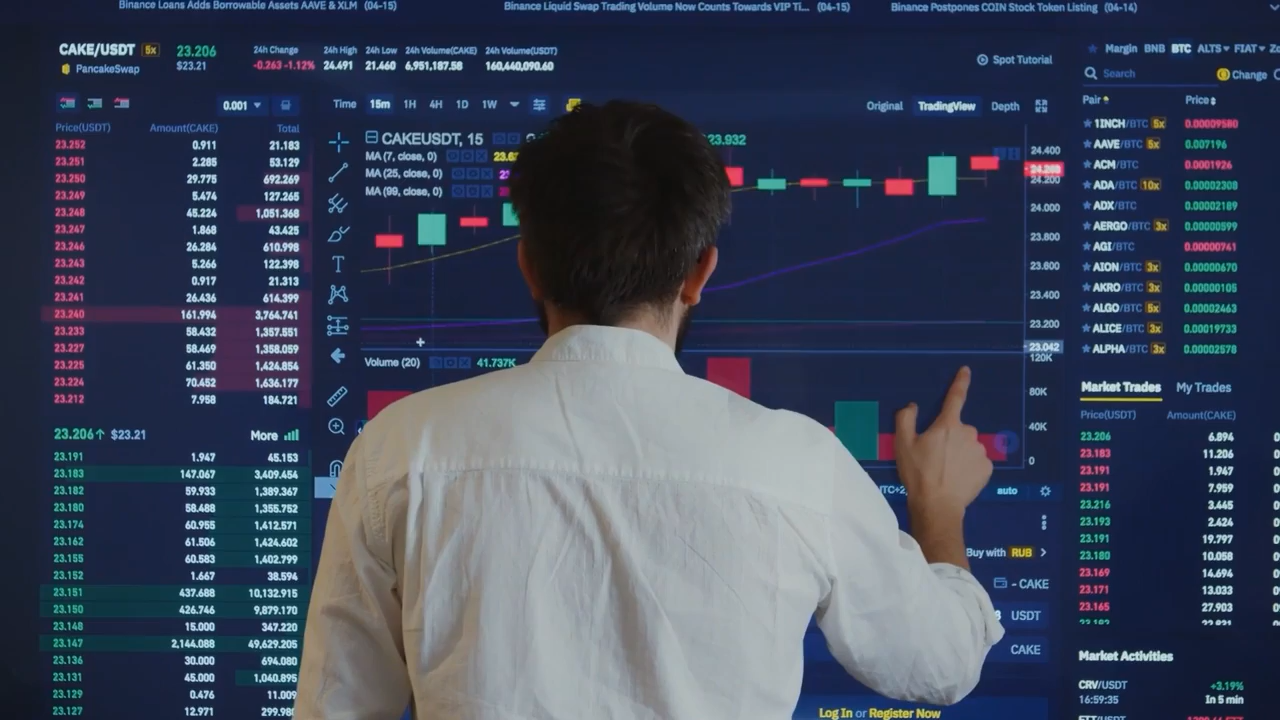 Binance Loans Adds Borrowable Assets AAVE & XLM (04-15)
Binance Liquid Swap Trading Volume Now Counts Towards VIP Ti... (04-15)
Binance Postpones COIN Stock Token Listing (04-14)
CAKE/USDT 5x
PancakeSwap
23.206
$23.21
24h Change
-0.263 -1.12%
24h High
24.491
24h Low
21.460
24h Volume(CAKE)
6,951,187.58
24h Volume(USDT)
160,440,090.60
Spot Tutorial
0.001
Price(USDT) Amount(CAKE) Total
23.252 0.911 21.183
23.251 2.285 53.129
23.250 29.775 692.269
23.249 5.474 127.265
23.248 45.224 1,051.368
23.247 1.868 43.425
23.246 26.284 610.998
23.243 5.266 122.398
23.242 0.917 21.313
23.241 26.436 614.399
23.240 161.994 3,764.741
23.233 58.432 1,357.551
23.227 58.469 1,358.059
23.225 61.350 1,424.854
23.224 70.452 1,636.177
23.212 7.958 184.721
23.206↑ $23.21 More
23.191 1.947 45.153
23.183 147.067 3,409.454
23.182 59.933 1,389.367
23.180 58.488 1,355.752
23.174 60.955 1,412.571
23.162 61.506 1,424.602
23.155 60.583 1,402.799
23.152 1.667 38.594
23.151 437.688 10,132.915
23.150 426.746 9,879.170
23.148 15.000 347.220
23.147 2,144.088 49,629.205
23.136 30.000 694.080
23.131 45.000 1,040.895
23.129 0.476 11.009
23.127 12.971
Time 15m 1H 4H 1D 1W
Original TradingView Depth
CAKEUSDT, 15
23.932
MA (7, close, 0)
MA (25, close, 0)
MA (99, close, 0)
24.400
24.200
24.000
23.800
23.600
23.400
23.200
23.042
Volume (20) 41.737K
120K
80K
40K
0
auto
Buy with RUB
- CAKE
USDT
CAKE
Log In or Register Now
Margin BNB BTC ALTS FIAT
Search
Change
Pair Price
1INCH/BTC 5x 0.00009580
AAVE/BTC 5x 0.007196
ACM/BTC 0.0001926
ADA/BTC 10x 0.00002308
ADX/BTC 0.00002189
AERGO/BTC 3x 0.00000599
AGI/BTC 0.00000741
AION/BTC 3x 0.00000670
AKRO/BTC 3x 0.00000105
ALGO/BTC 5x 0.00002463
ALICE/BTC 3x 0.00019733
ALPHA/BTC 3x 0.00002578
Market Trades My Trades
Price(USDT) Amount(CAKE)
23.206 6.894
23.183 11.206
23.191 1.947
23.191 7.959
23.216 3.445
23.193 2.424
23.191 19.797
23.180 10.058
23.169 14.694
23.171 13.033
23.165 27.903
Market Activities
CRV/USDT +3.19%
16:59:35 In 5 min